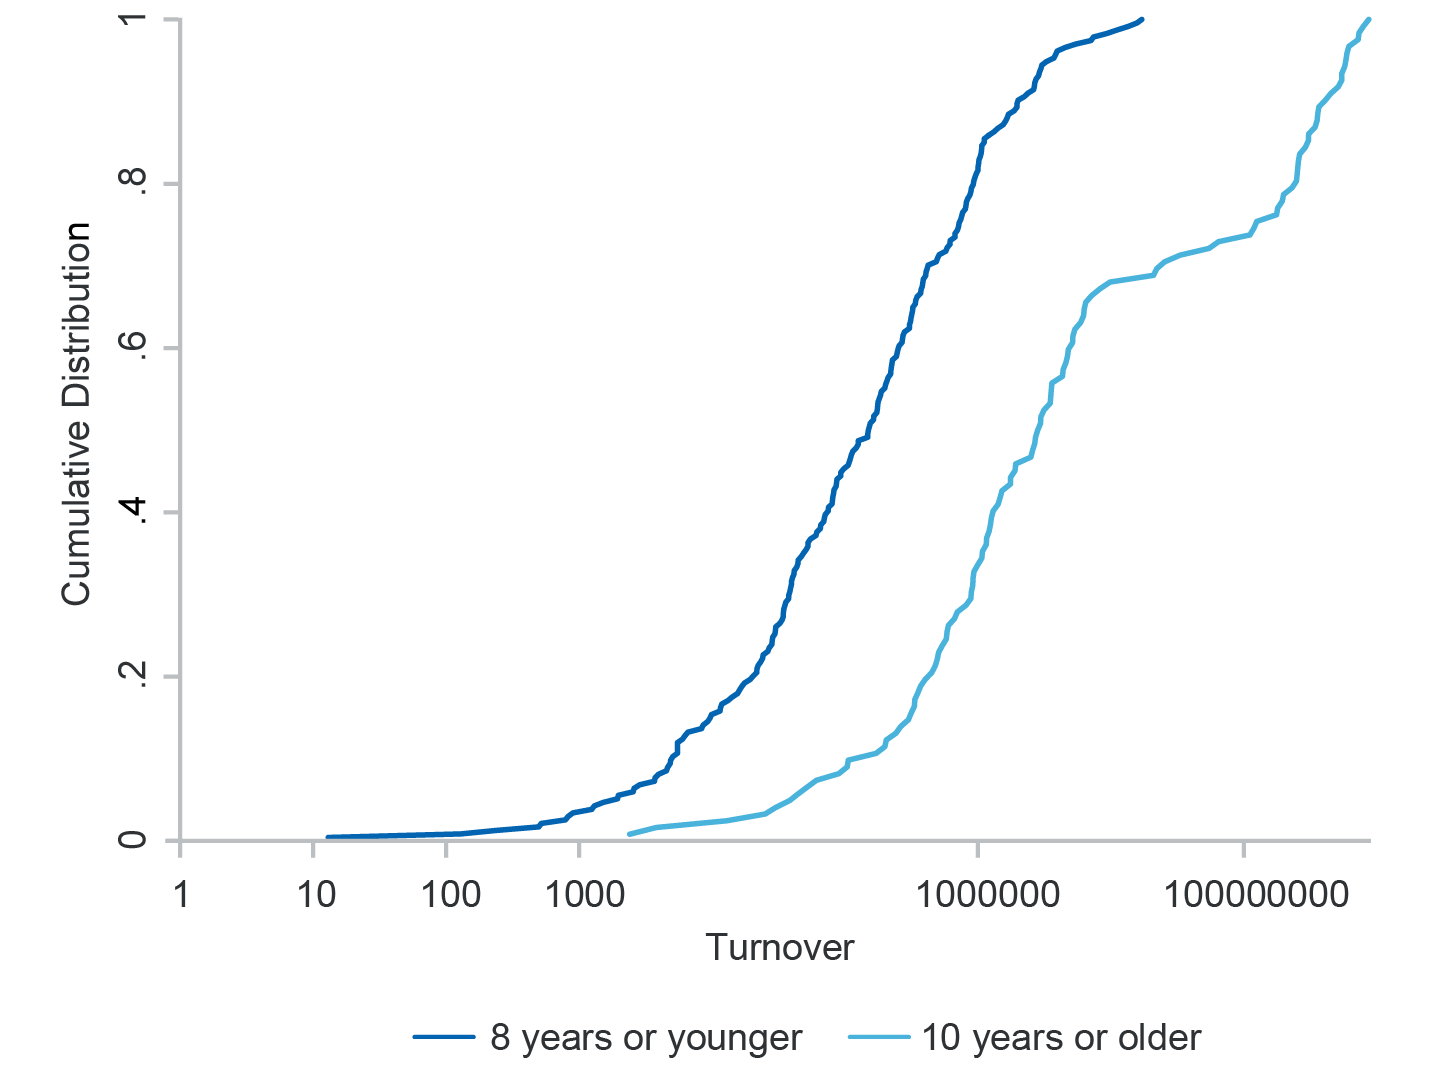 Cumulative Distribution
1
.8
.6
.4
.2
0
1 10 100 1000 1000000 100000000
Turnover
8 years or younger 10 years or older